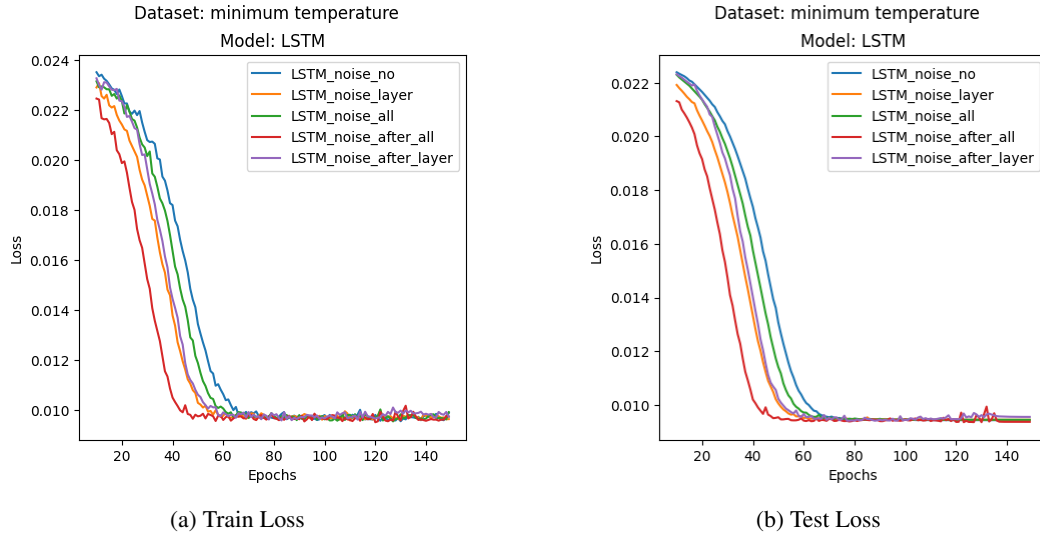 Dataset: minimum temperature
Model: LSTM
0.024
0.022
0.020
0.018
0.016
0.014
0.012
0.010
Loss
LSTM_noise_no
LSTM_noise_layer
LSTM_noise_all
LSTM_noise_after_all
LSTM_noise_after_layer
20 40 60 80 100 120 140
Epochs
(a) Train Loss
Dataset: minimum temperature
Model: LSTM
0.022
0.020
0.018
0.016
0.014
0.012
0.010
Loss
LSTM_noise_no
LSTM_noise_layer
LSTM_noise_all
LSTM_noise_after_all
LSTM_noise_after_layer
20 40 60 80 100 120 140
Epochs
(b) Test Loss